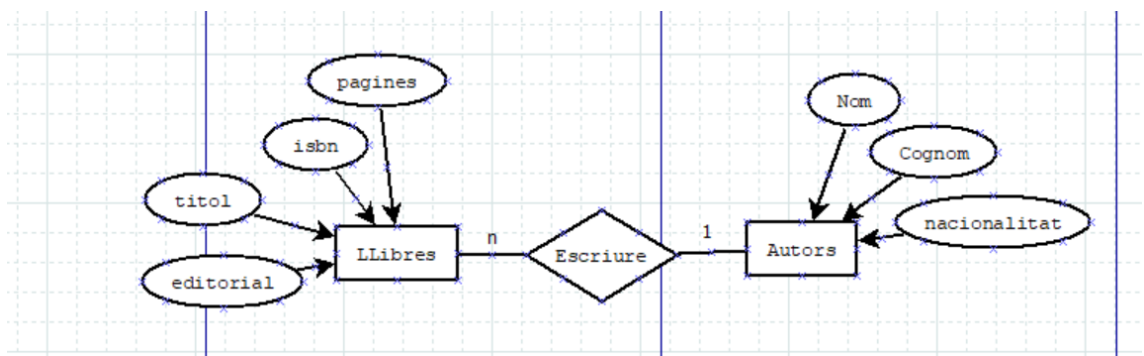 pagines
Nom
isbn
Cognom
titol
nacionalitat
n
1
LLibres
Escriure
Autors
editorial